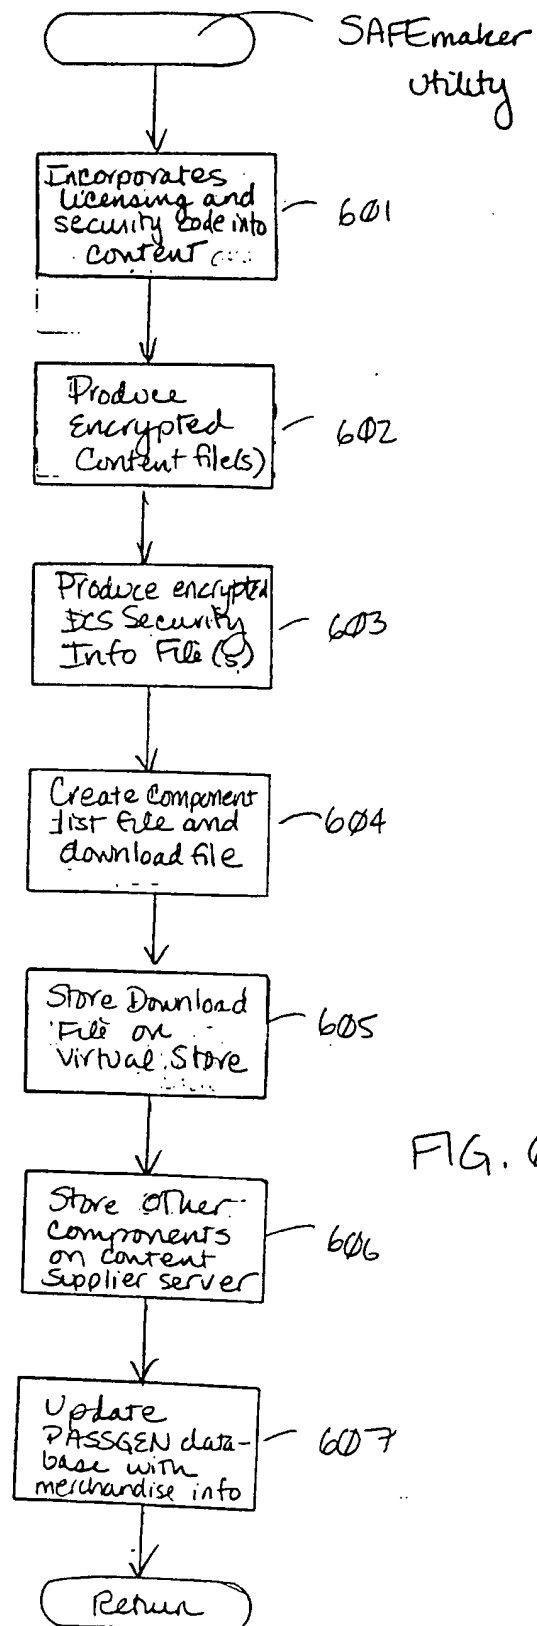 SAFEmaker
utility
Incorporates
licensing and
security code into
content
601
Produce
Encrypted
Content file(s)
602
Produce encrypted
DCS Security
Info File(s)
603
Create component
list file and
download file
604
Store Download
File on
Virtual Store
605
FIG. 6
Store other
components
on content
supplier server
606
Update
PASSGEN data-
base with
merchandise info
607
Return